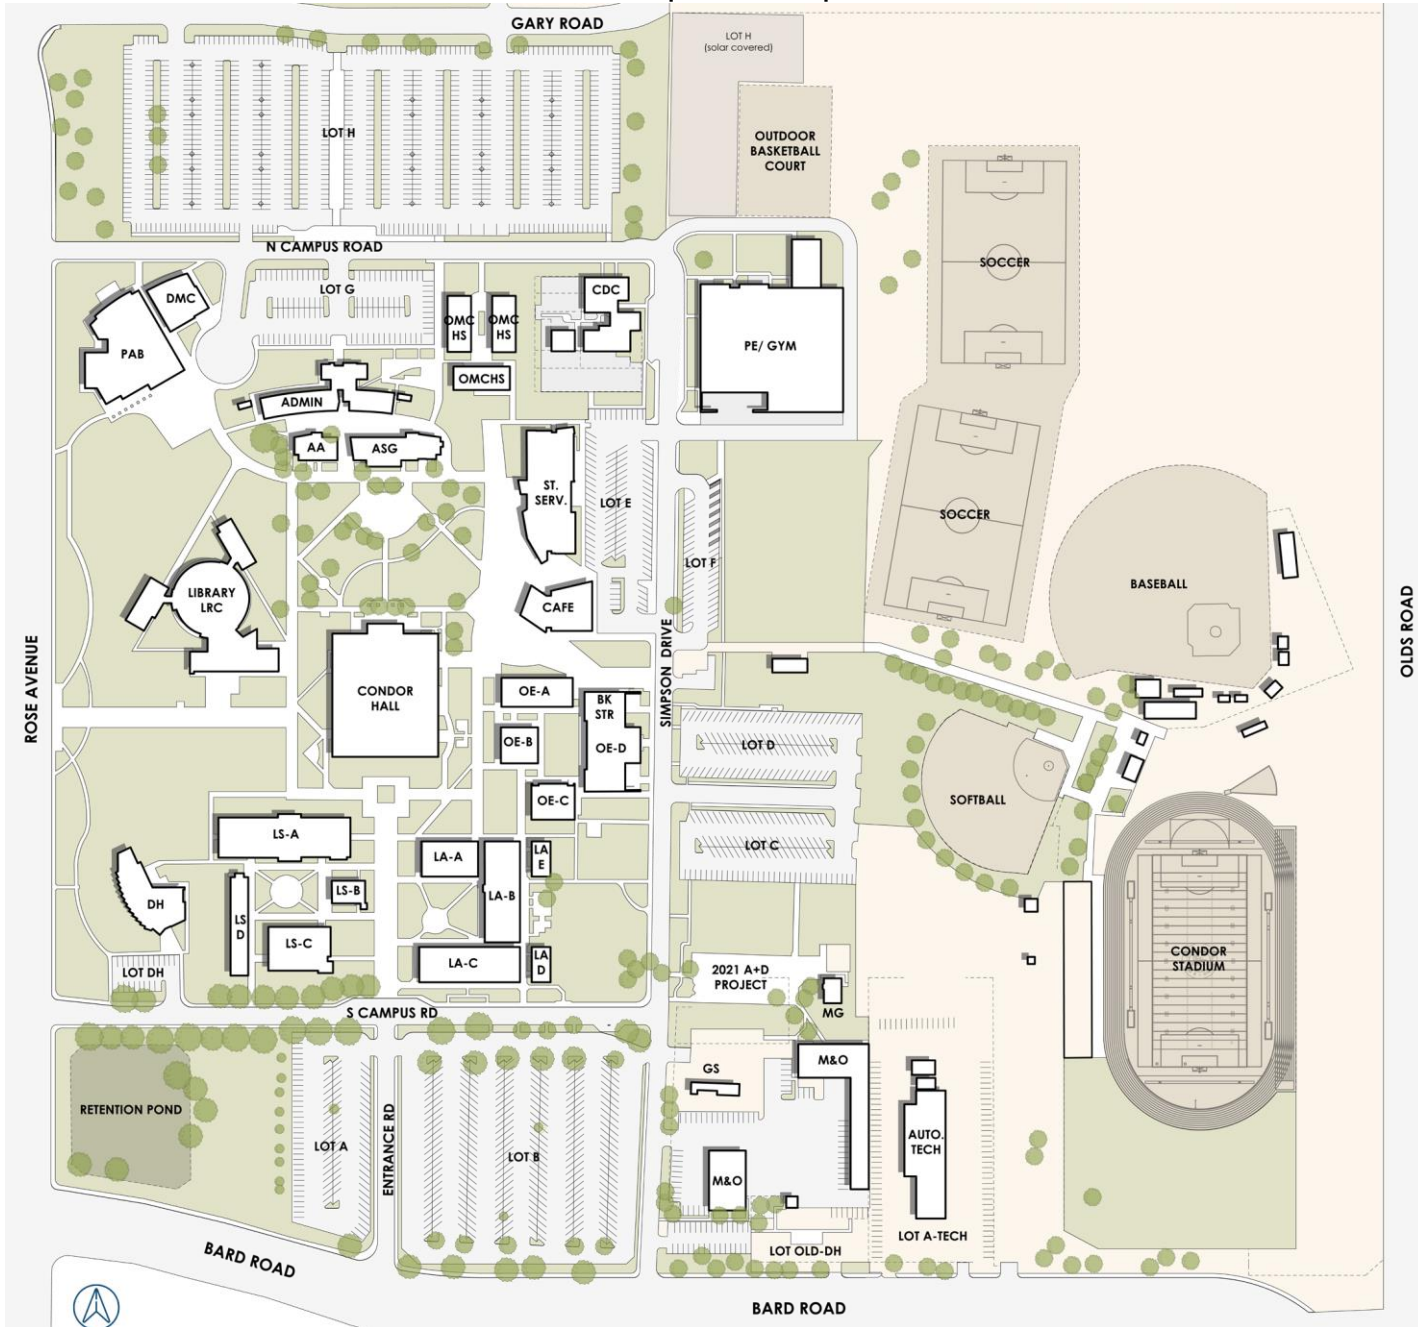 GARY ROAD
LOT H
(solar covered)
LOT H
OUTDOOR
BASKETBALL
COURT
N CAMPUS ROAD
SOCCER
LOT G
DMC
CDC
OMC
HS
OMC
HS
PAB
PE/ GYM
OMCHS
ADMIN
AA
ASG
ST.
SERV.
LOT E
SOCCER
LOT F
BASEBALL
LIBRARY
LRC
CAFE
OLDS ROAD
ROSE AVENUE
SIMPSON DRIVE
CONDOR
HALL
OE-A
BK
STR
OE-B
OE-D
LOT D
OE-C
SOFTBALL
LS-A
LA-A
LA
E
LOT C
LS-B
LA-B
DH
LS
D
LS-C
LA-C
LA
D
CONDOR
STADIUM
LOT DH
2021 A+D
PROJECT
S CAMPUS RD
MG
M&O
GS
RETENTION POND
LOT A
ENTRANCE RD
LOT B
AUTO.
TECH
M&O
LOT A-TECH
LOT OLD-DH
BARD ROAD
BARD ROAD